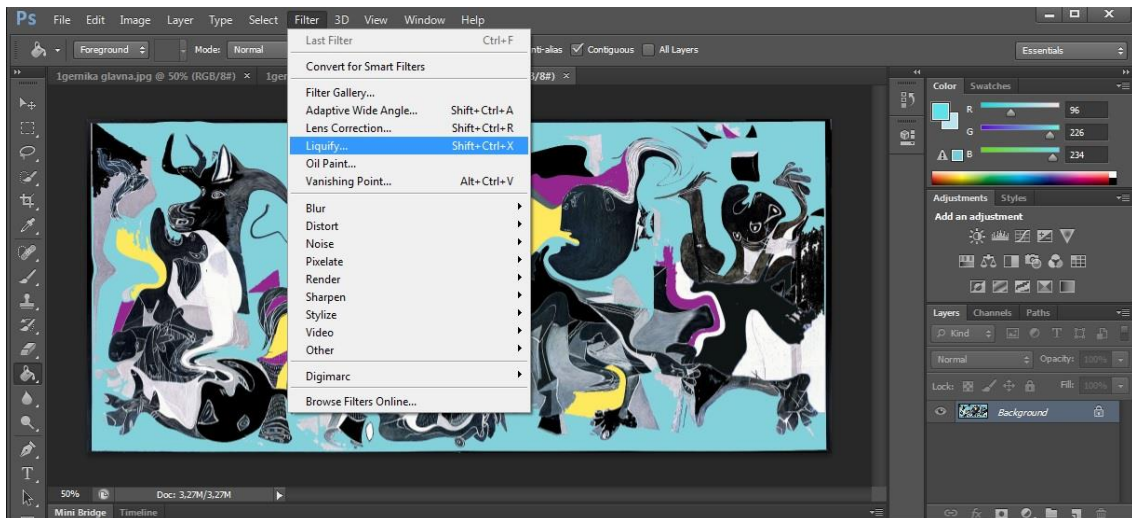 Ps File Edit Image Layer Type Select Filter 3D View Window Help
Foreground Mode: Normal nti-alias Contiguous All Layers Essentials
1gernika glavna.jpg @ 50% (RGB/8#) × 1ger B/8#) ×
Last Filter Ctrl+F
Convert for Smart Filters
Filter Gallery...
Adaptive Wide Angle... Shift+Ctrl+A
Lens Correction... Shift+Ctrl+R
Liquify... Shift+Ctrl+X
Oil Paint...
Vanishing Point... Alt+Ctrl+V
Blur
Distort
Noise
Pixelate
Render
Sharpen
Stylize
Video
Other
Digimarc
Browse Filters Online...
Color Swatches
R 96
G 226
B 234
Adjustments Styles
Add an adjustment
Layers Channels Paths
Kind
Normal Opacity: 100%
Lock: Fill: 100%
Background
50% Doc: 3,27M/3,27M
Mini Bridge Timeline